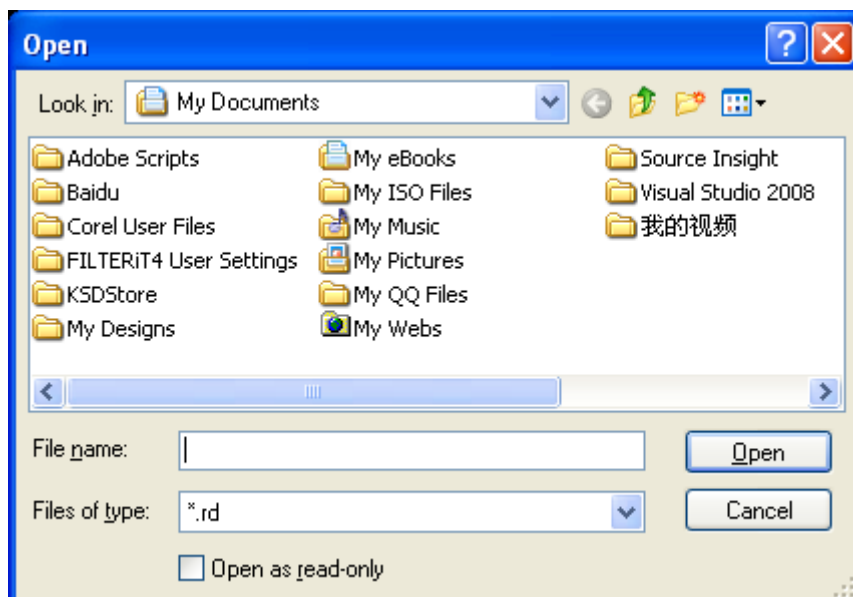 Open
Look in: My Documents
Adobe Scripts
Baidu
Corel User Files
FILTERiT4 User Settings
KSDStore
My Designs
My eBooks
My ISO Files
My Music
My Pictures
My QQ Files
My Webs
Source Insight
Visual Studio 2008
我的视频
File name:
Open
Files of type: *.rd
Cancel
Open as read-only